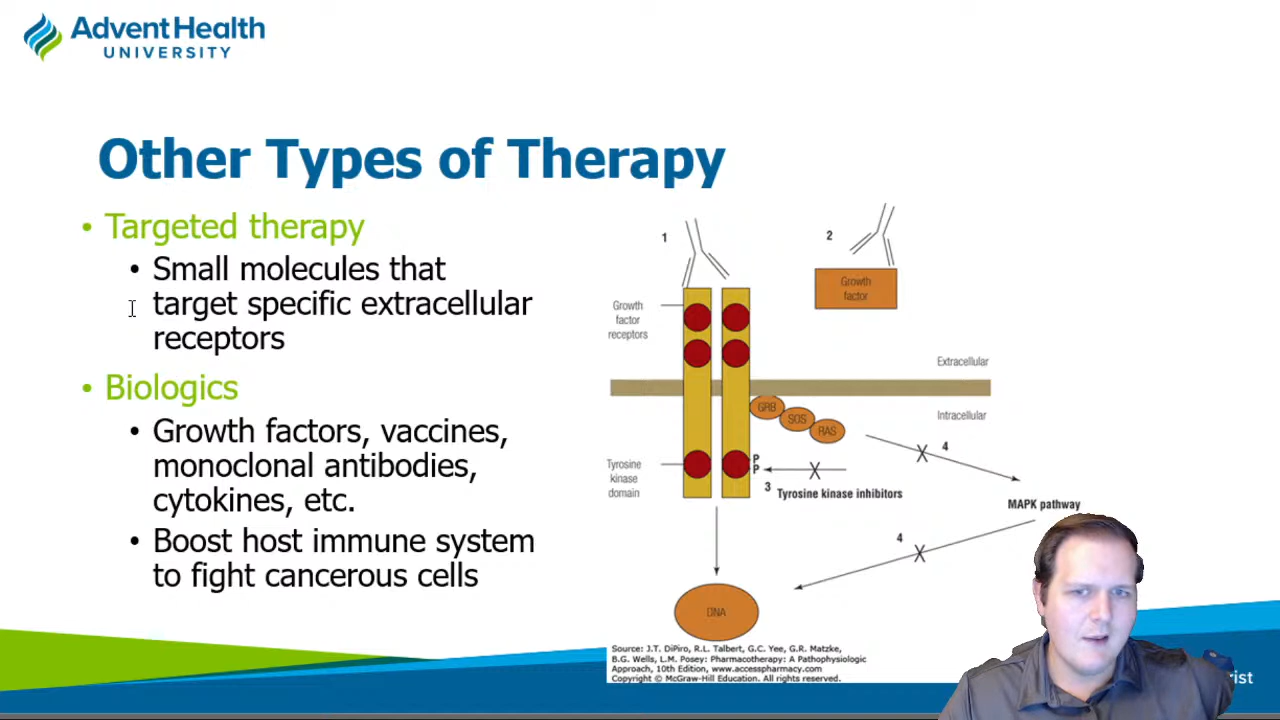 AdventHealth
UNIVERSITY
Other Types of Therapy
• Targeted therapy
• Small molecules that
target specific extracellular
receptors
• Biologics
• Growth factors, vaccines,
monoclonal antibodies,
cytokines, etc.
• Boost host immune system
to fight cancerous cells
1
2
Growth
factor
Growth
factor
receptors
Extracellular
Intracellular
GRB
SOS
RAS
4
P
P
Tyrosine
kinase
domain
3
Tyrosine kinase inhibitors
MAPK pathway
4
DNA
Source: J.T. DiPiro, R.L. Talbert, G.C. Yee, G.R. Matzke,
B.G. Wells, L.M. Posey: Pharmacotherapy: A Pathophysiologic
Approach, 10th Edition, www.accesspharmacy.com
Copyright © McGraw-Hill Education. All rights reserved.